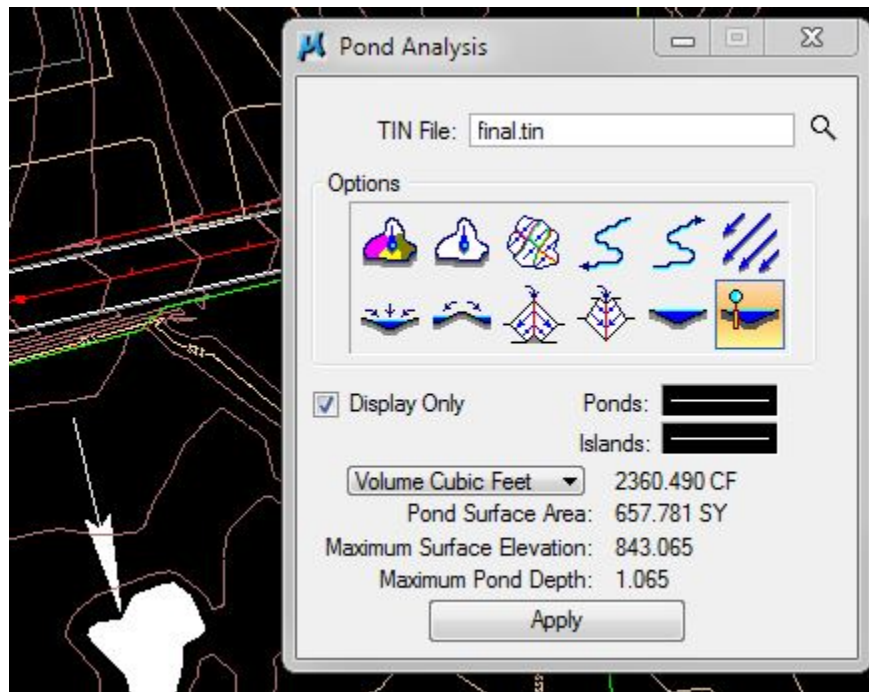 Pond Analysis
TIN File: final.tin
Options
Display Only
Ponds:
Islands:
Volume Cubic Feet 2360.490 CF
Pond Surface Area: 657.781 SY
Maximum Surface Elevation: 843.065
Maximum Pond Depth: 1.065
Apply